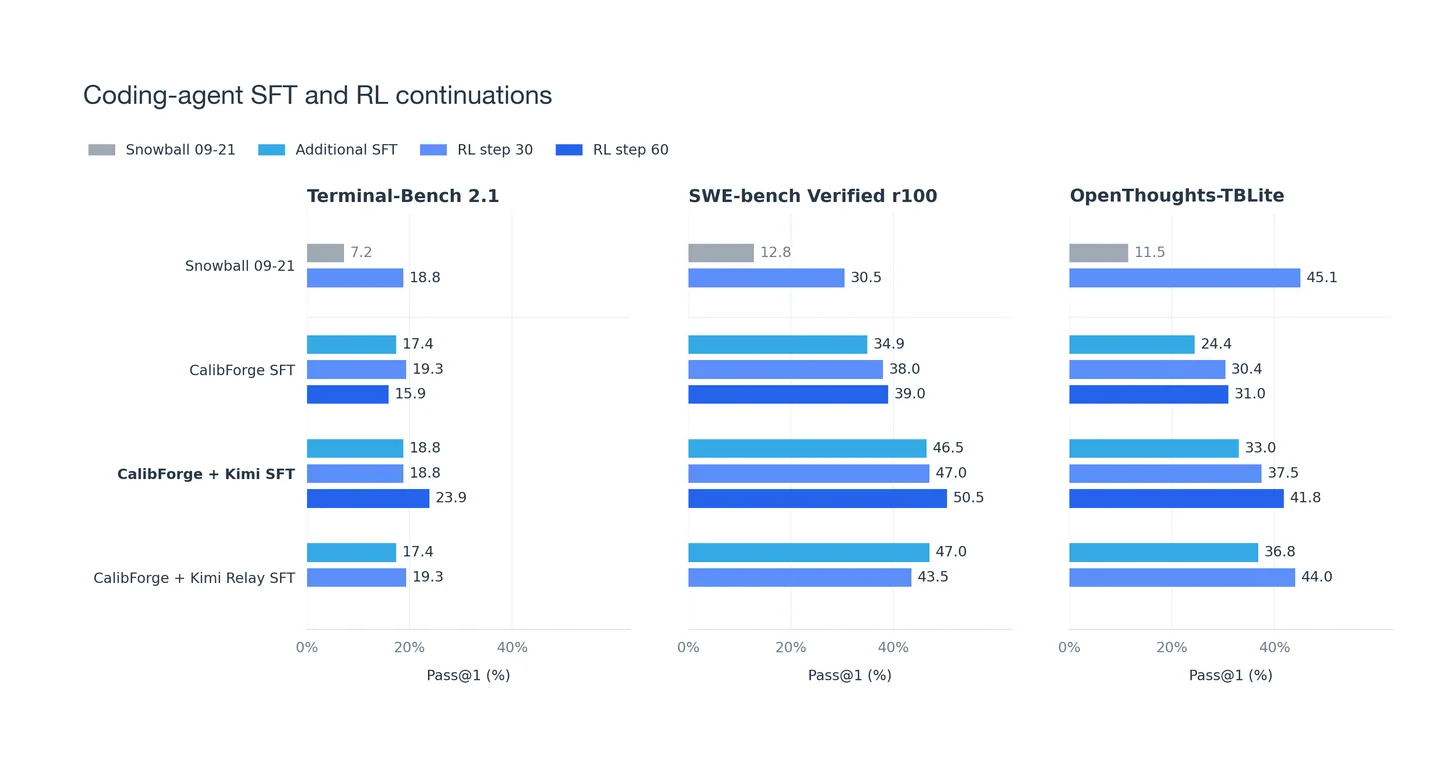 Coding-agent SFT and RL continuations
Snowball 09-21 Additional SFT RL step 30 RL step 60
Terminal-Bench 2.1 SWE-bench Verified r100 OpenThoughts-TBLite
Snowball 09-21
7.2 12.8 11.5
18.8 30.5 45.1
CalibForge SFT
17.4 34.9 24.4
19.3 38.0 30.4
15.9 39.0 31.0
CalibForge + Kimi SFT
18.8 46.5 33.0
18.8 47.0 37.5
23.9 50.5 41.8
CalibForge + Kimi Relay SFT
17.4 47.0 36.8
19.3 43.5 44.0
0% 20% 40% 0% 20% 40% 0% 20% 40%
Pass@1 (%) Pass@1 (%) Pass@1 (%)